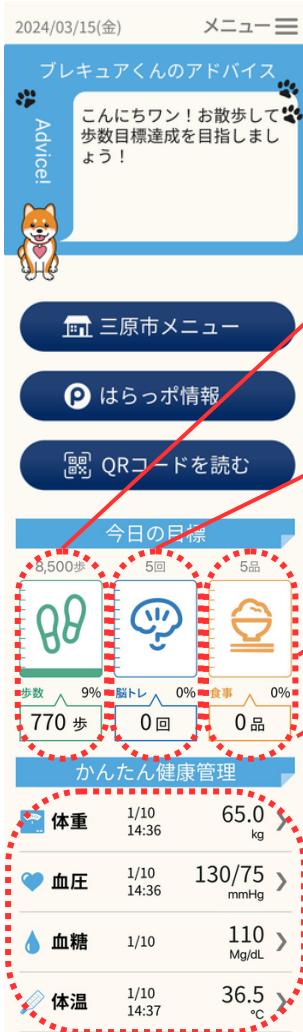 2024/03/15(金)
メニュー
ブレキュアくんのアドバイス
Advice!
こんにちワン！お散歩して
歩数目標達成を目指しまし
ょう！
三原市メニュー
はらっポ情報
QRコードを読む
今日の目標
8,500歩 5回 5品
歩数 9% 脳トレ 0% 食事 0%
770 歩 0 回 0 品
かんたん健康管理
体重 1/10 14:36 65.0 kg
血圧 1/10 14:36 130/75 mmHg
血糖 1/10 110 Mg/dL
体温 1/10 14:37 36.5 ℃